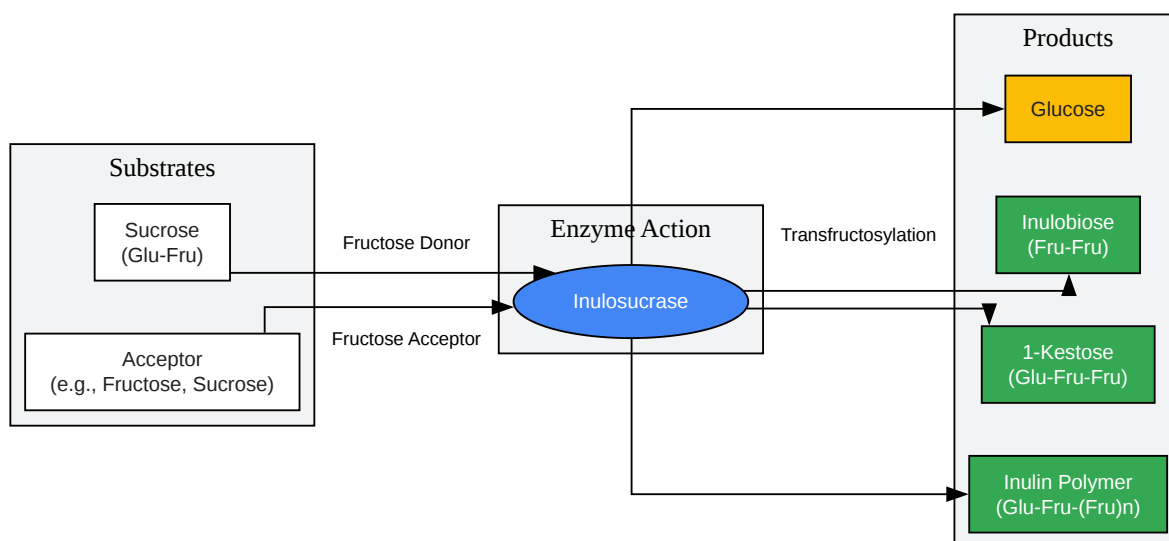 Substrates
Sucrose
(Glu-Fru)
Acceptor
(e.g., Fructose, Sucrose)
Fructose Donor
Fructose Acceptor
Enzyme Action
Inulosucrase
Transfructosylation
Products
Glucose
Inulobiose
(Fru-Fru)
1-Kestose
(Glu-Fru-Fru)
Inulin Polymer
(Glu-Fru-(Fru)n)